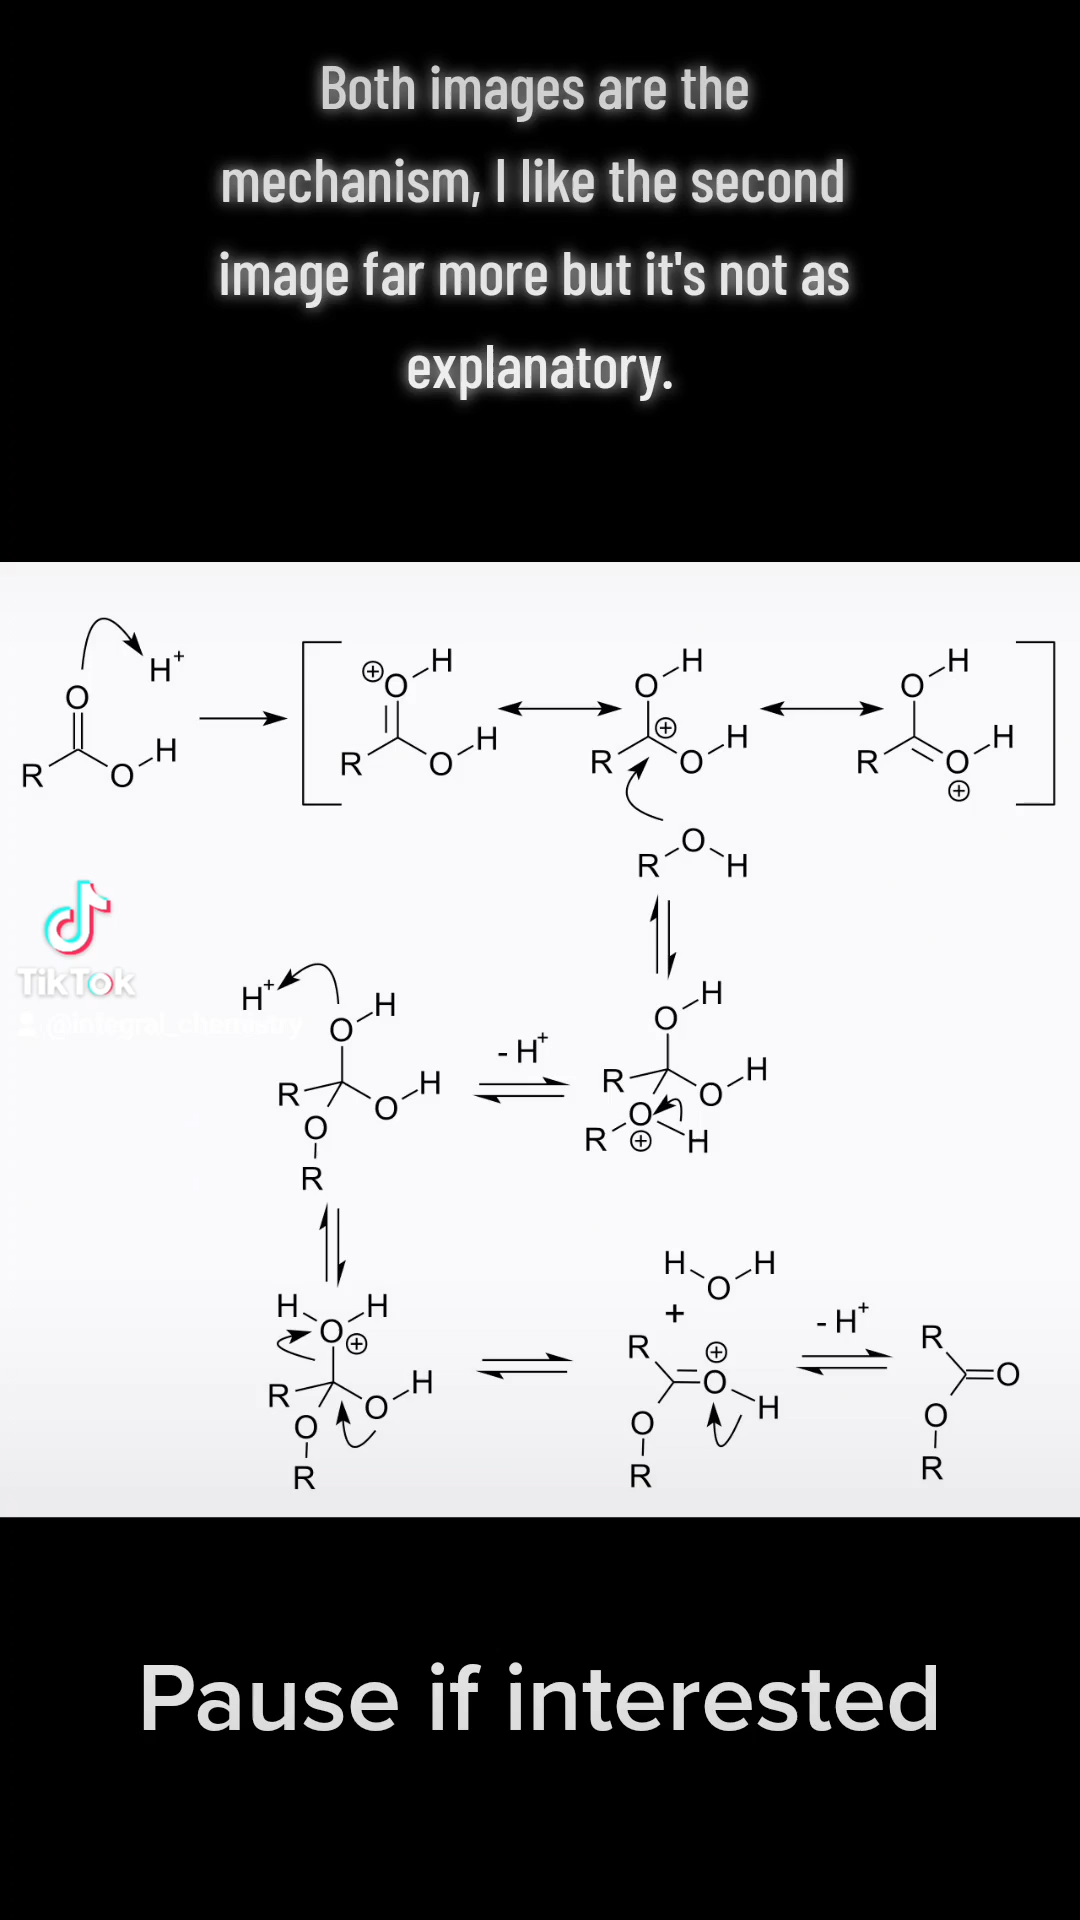 Both images are the
mechanism, I like the second
image far more but it's not as
explanatory.
H⁺
O
H
R
O
⊕
O
H
H
R
O
O
H
⊕
H
R
O
O
H
H
R
O
⊕
O
R
H
TikTok
@integral_chemistry
H⁺
O
H
R
H
O
O
R
- H⁺
O
H
R
H
O
O
R
⊕
H
H
H
O
⊕
R
H
O
O
R
H
H
O
+
R
⊕
O
H
O
R
- H⁺
R
O
O
R
Pause if interested